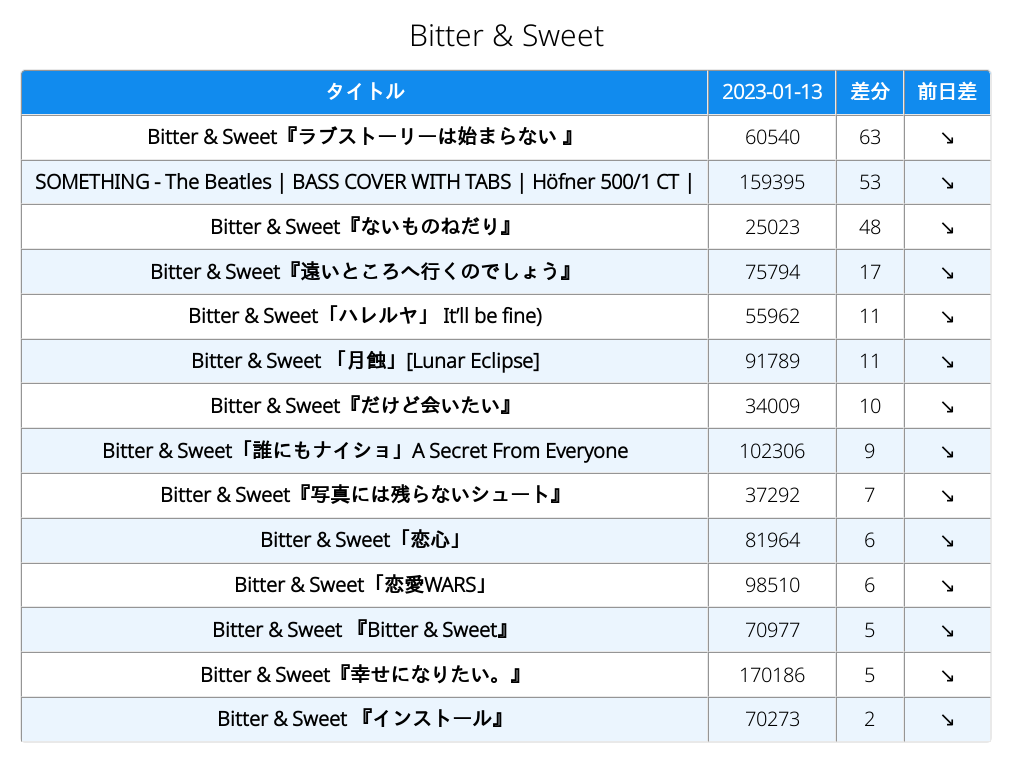 Bitter & Sweet
タイトル 2023-01-13 差分 前日差
Bitter & Sweet『ラブストーリーは始まらない 』 60540 63 ↘
SOMETHING - The Beatles | BASS COVER WITH TABS | Höfner 500/1 CT | 159395 53 ↘
Bitter & Sweet『ないものねだり』 25023 48 ↘
Bitter & Sweet『遠いところへ行くのでしょう』 75794 17 ↘
Bitter & Sweet「ハレルヤ」 It’ll be fine) 55962 11 ↘
Bitter & Sweet 「月蝕」[Lunar Eclipse] 91789 11 ↘
Bitter & Sweet『だけど会いたい』 34009 10 ↘
Bitter & Sweet「誰にもナイショ」A Secret From Everyone 102306 9 ↘
Bitter & Sweet『写真には残らないシュート』 37292 7 ↘
Bitter & Sweet「恋心」 81964 6 ↘
Bitter & Sweet「恋愛WARS」 98510 6 ↘
Bitter & Sweet 『Bitter & Sweet』 70977 5 ↘
Bitter & Sweet『幸せになりたい。』 170186 5 ↘
Bitter & Sweet 『インストール』 70273 2 ↘